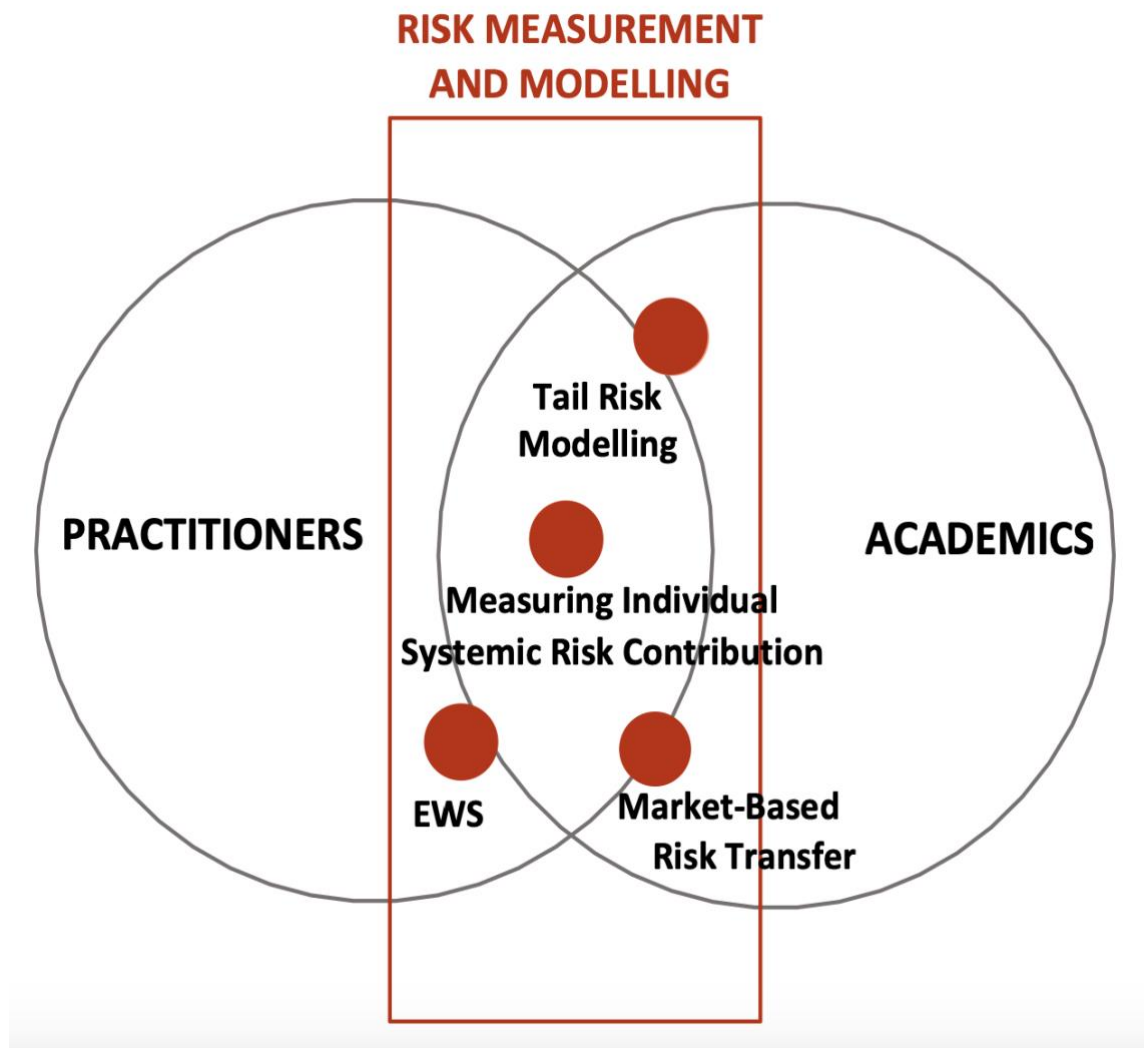 RISK MEASUREMENT
AND MODELLING
Tail Risk
Modelling
PRACTITIONERS
ACADEMICS
Measuring Individual
Systemic Risk Contribution
EWS
Market-Based
Risk Transfer